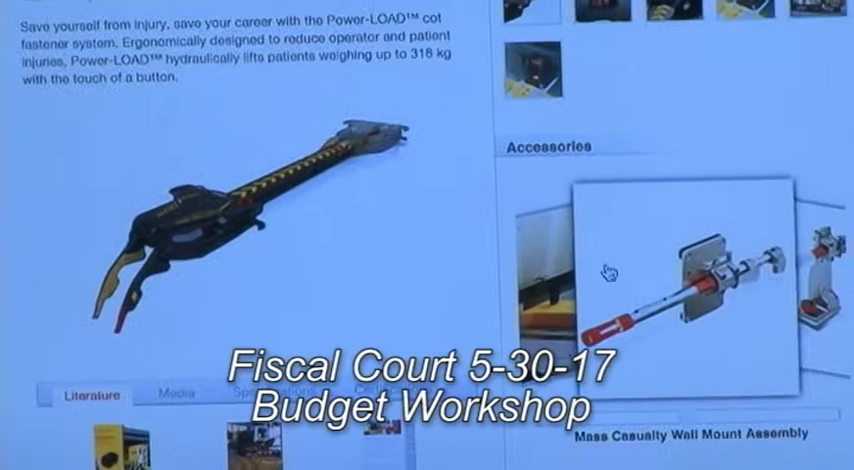 Save yourself from injury, save your career with the Power-LOAD™ cot
fastener system. Ergonomically designed to reduce operator and patient
injuries, Power-LOAD™ hydraulically lifts patients weighing up to 318 kg
with the touch of a button.
Accessories
Fiscal Court 5-30-17
Budget Workshop
Literature
Media
Mass Casualty Wall Mount Assembly